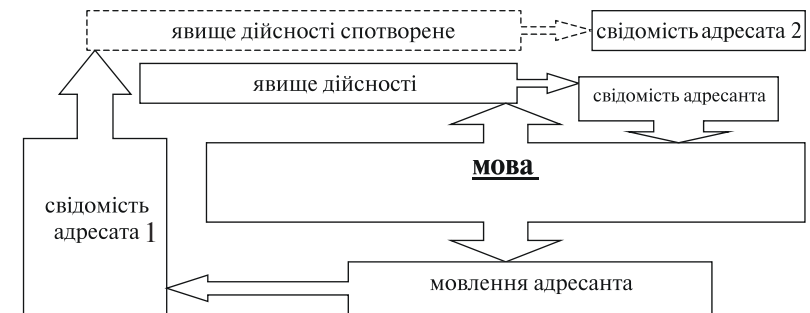 явище дійсності спотворене
свідомість адресата 2
явище дійсності
свідомість адресанта
мова
свідомість
адресата 1
мовлення адресанта